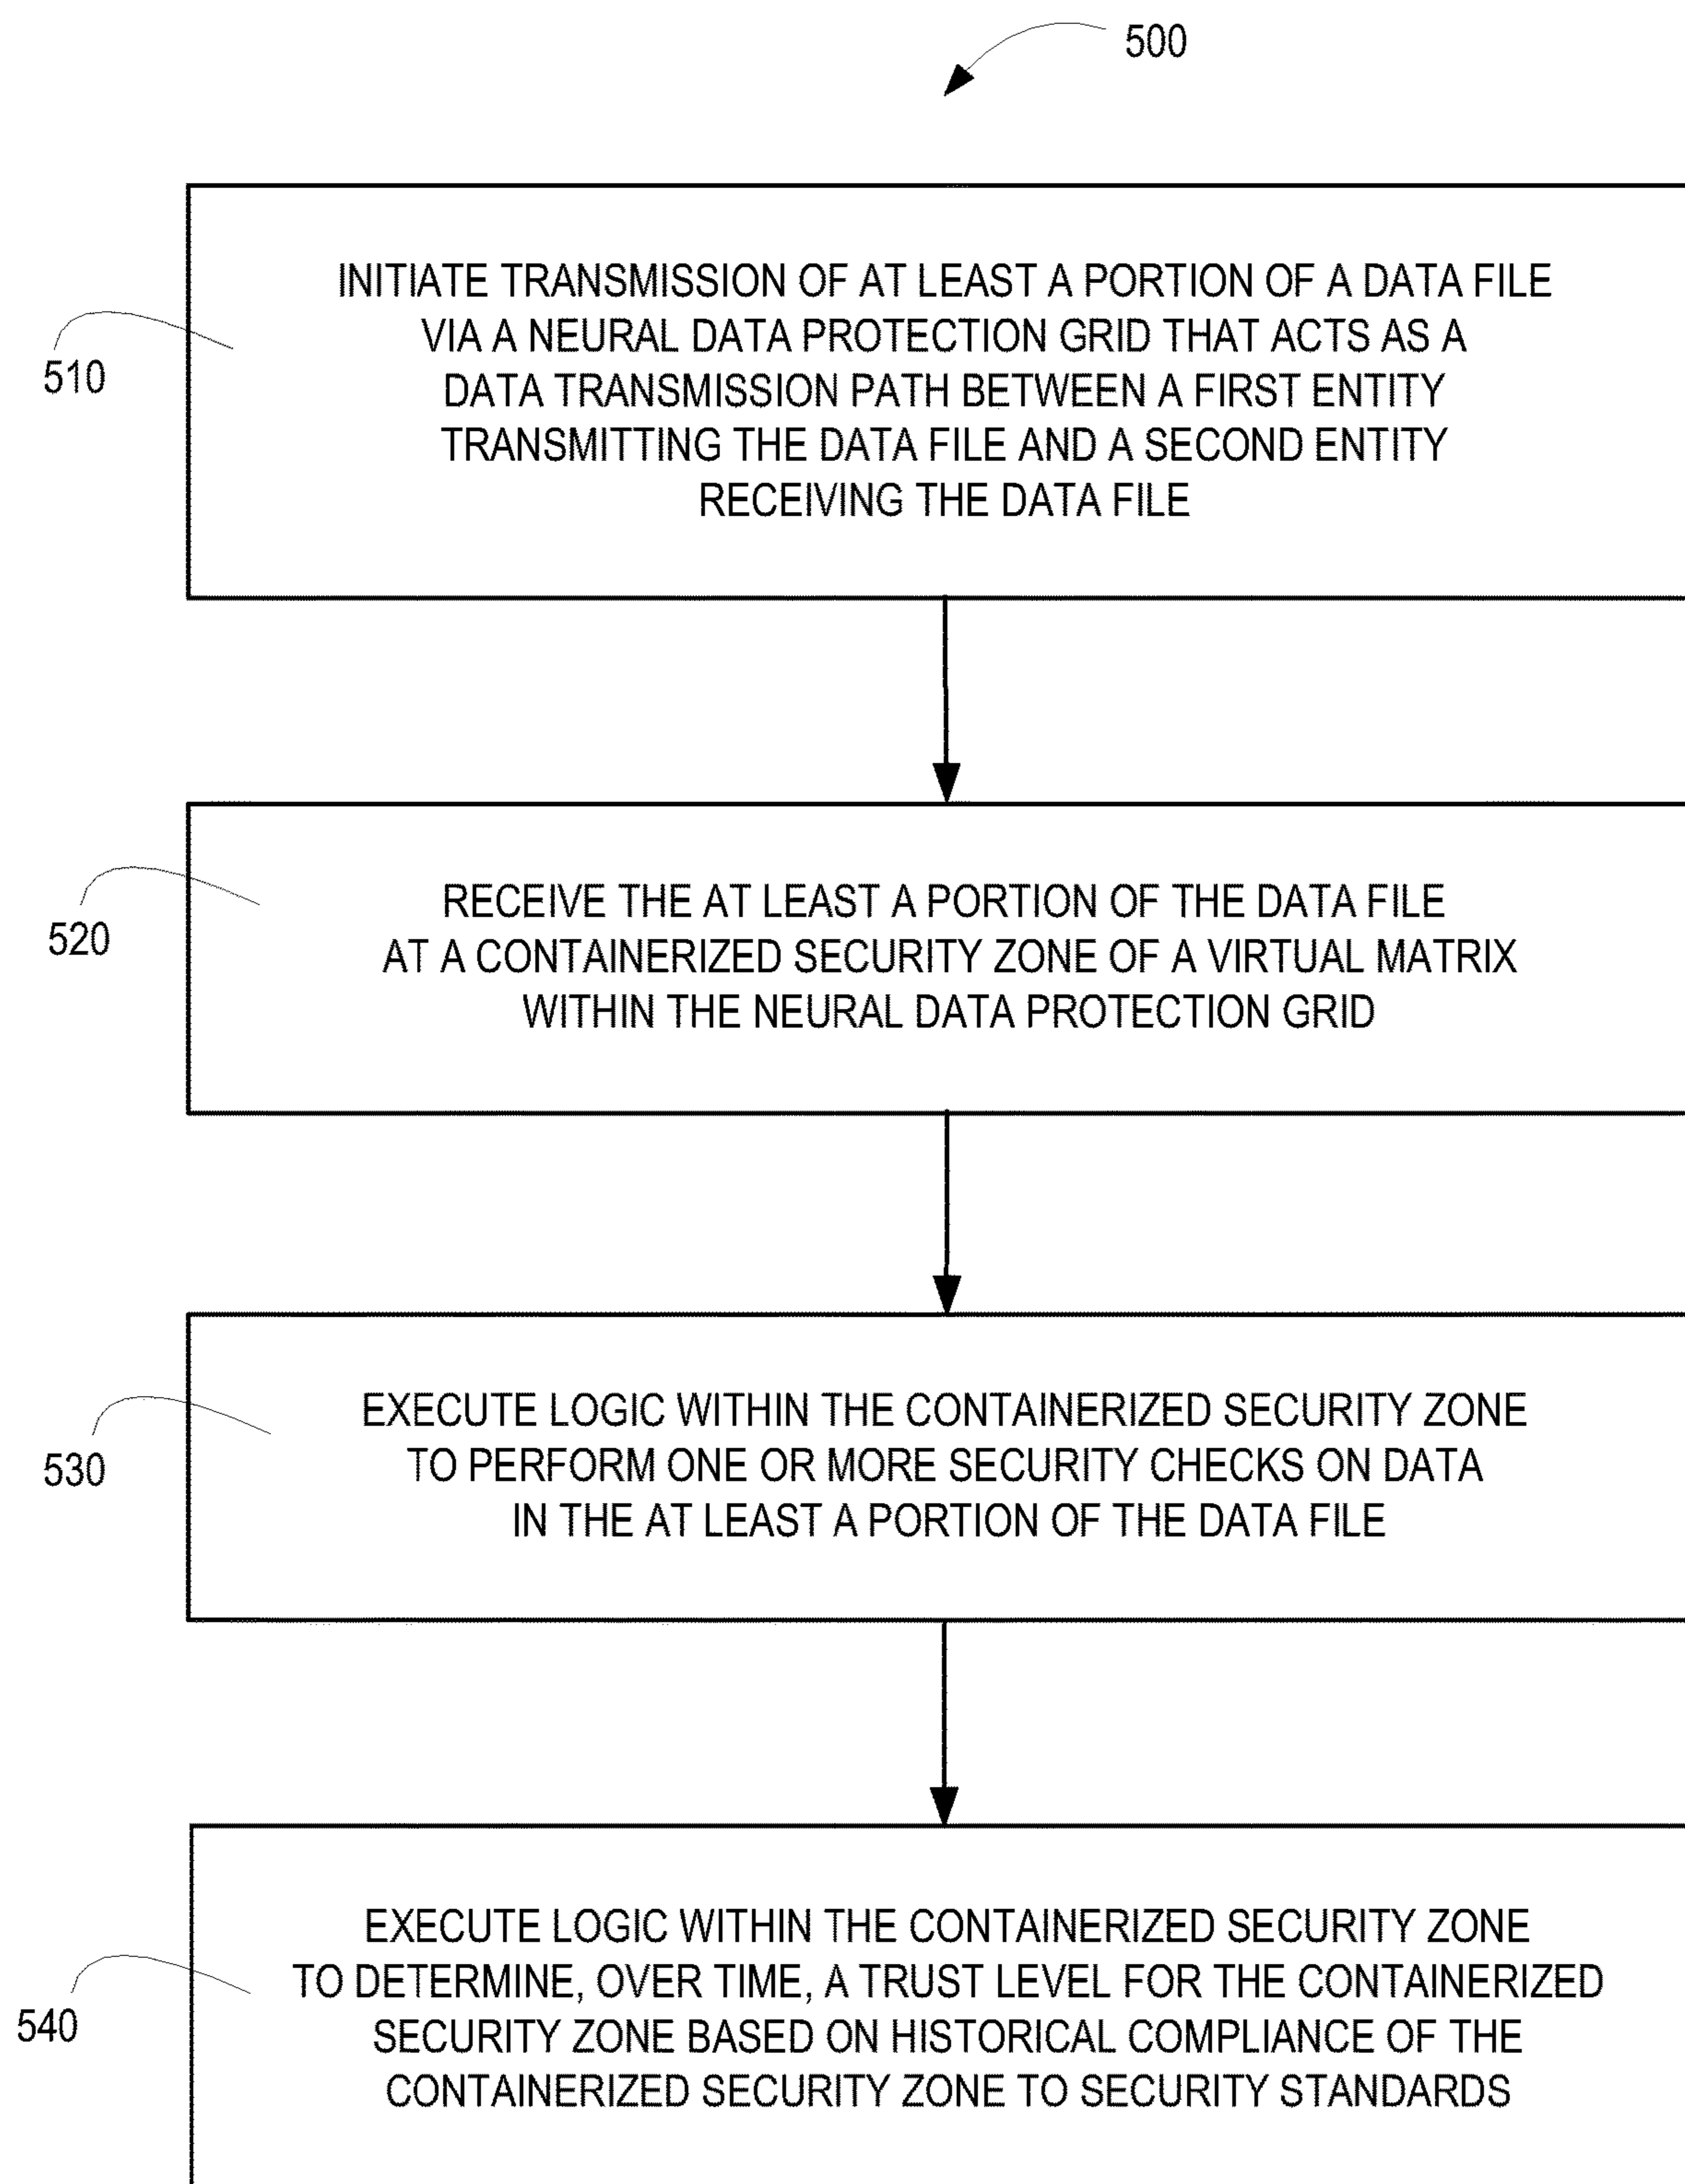 500
INITIATE TRANSMISSION OF AT LEAST A PORTION OF A DATA FILE
VIA A NEURAL DATA PROTECTION GRID THAT ACTS AS A
DATA TRANSMISSION PATH BETWEEN A FIRST ENTITY
TRANSMITTING THE DATA FILE AND A SECOND ENTITY
RECEIVING THE DATA FILE
510
RECEIVE THE AT LEAST A PORTION OF THE DATA FILE
AT A CONTAINERIZED SECURITY ZONE OF A VIRTUAL MATRIX
WITHIN THE NEURAL DATA PROTECTION GRID
520
EXECUTE LOGIC WITHIN THE CONTAINERIZED SECURITY ZONE
TO PERFORM ONE OR MORE SECURITY CHECKS ON DATA
IN THE AT LEAST A PORTION OF THE DATA FILE
530
EXECUTE LOGIC WITHIN THE CONTAINERIZED SECURITY ZONE
TO DETERMINE, OVER TIME, A TRUST LEVEL FOR THE CONTAINERIZED
SECURITY ZONE BASED ON HISTORICAL COMPLIANCE OF THE
CONTAINERIZED SECURITY ZONE TO SECURITY STANDARDS
540